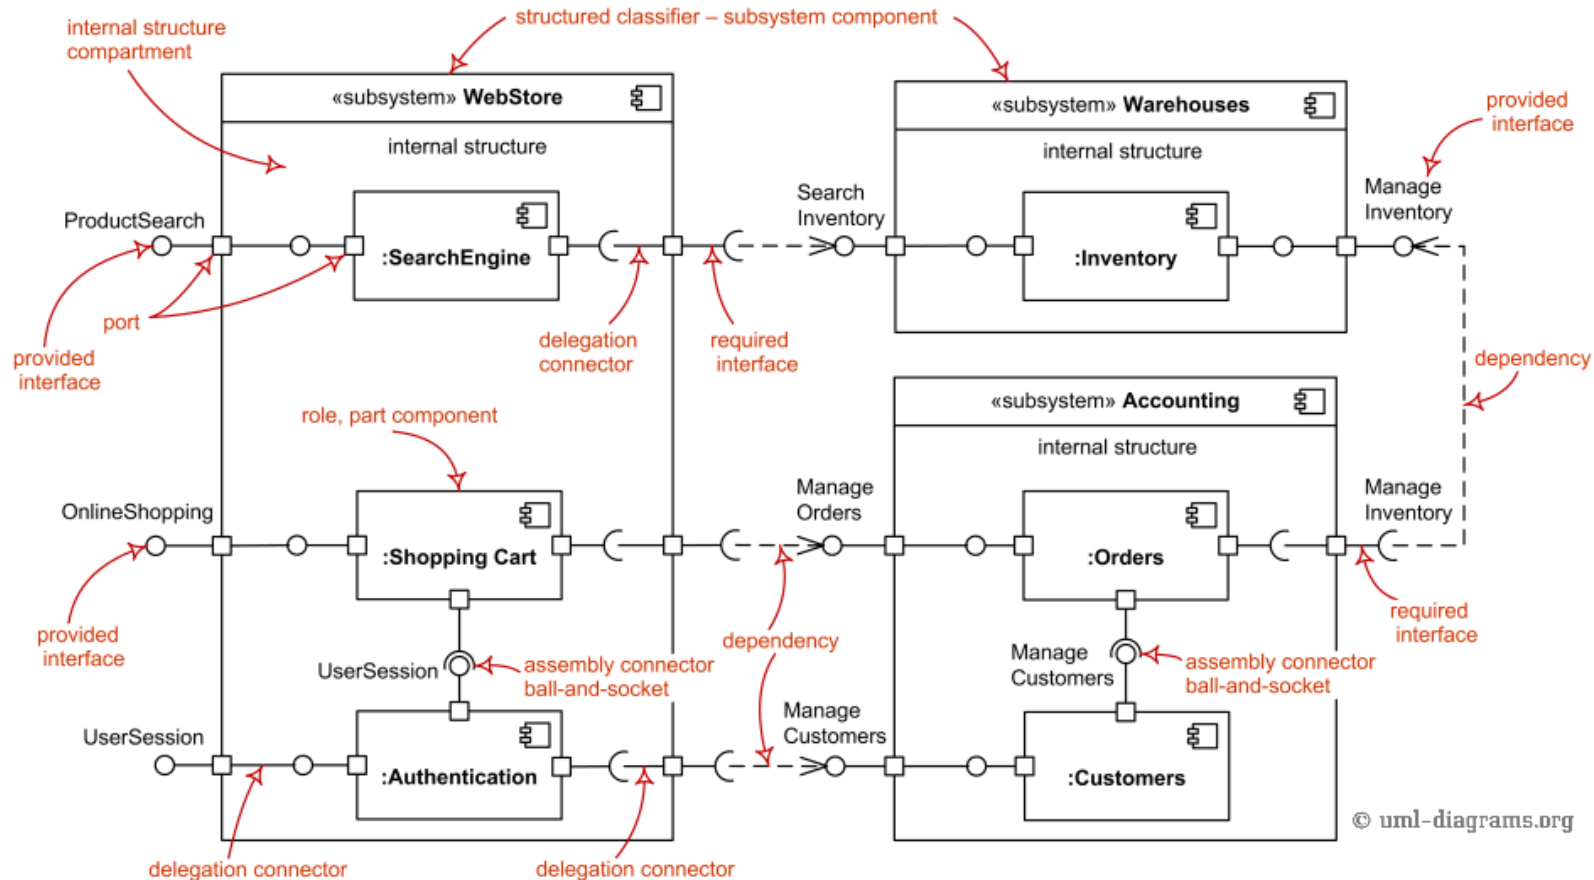 structured classifier – subsystem component
internal structure
compartment
«subsystem» WebStore
internal structure
ProductSearch
:SearchEngine
port
provided
interface
delegation
connector
required
interface
role, part component
OnlineShopping
:Shopping Cart
provided
interface
UserSession
assembly connector
ball-and-socket
UserSession
:Authentication
delegation connector
delegation connector
«subsystem» Warehouses
internal structure
provided
interface
Search
Inventory
:Inventory
Manage
Inventory
dependency
«subsystem» Accounting
internal structure
Manage
Orders
:Orders
Manage
Inventory
required
interface
dependency
Manage
Customers
assembly connector
ball-and-socket
Manage
Customers
:Customers
© uml-diagrams.org